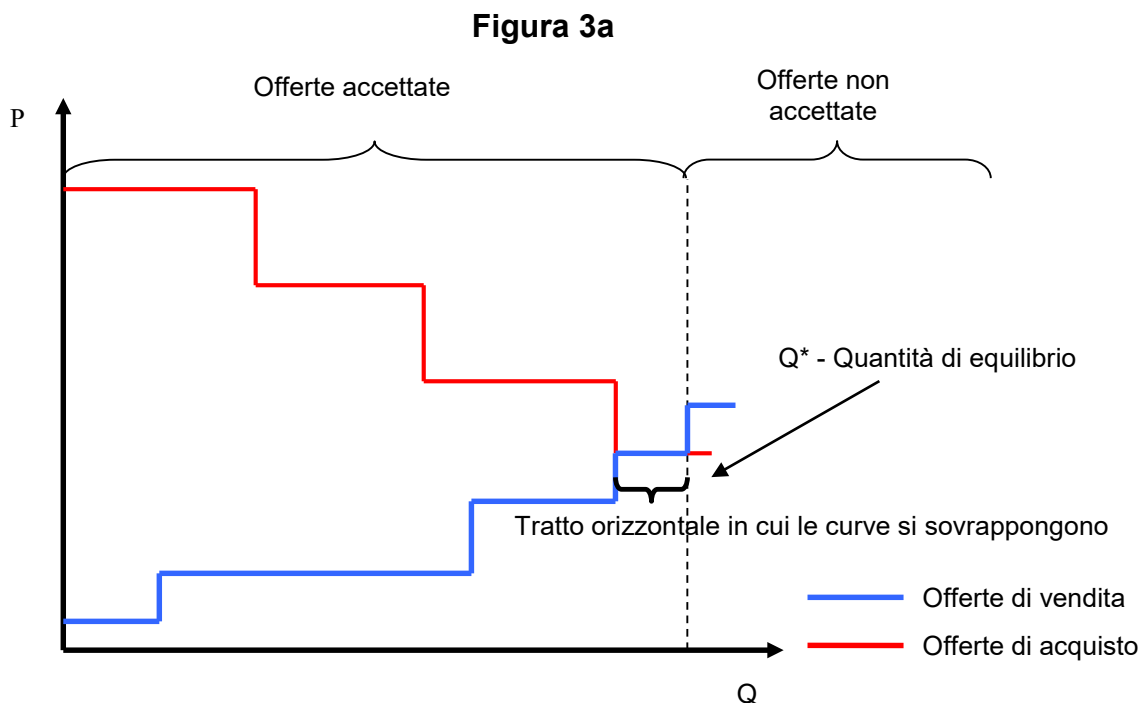 Figura 3a
Offerte accettate
Offerte non
accettate
P
Q* - Quantità di equilibrio
Tratto orizzontale in cui le curve si sovrappongono
Offerte di vendita
Offerte di acquisto
Q